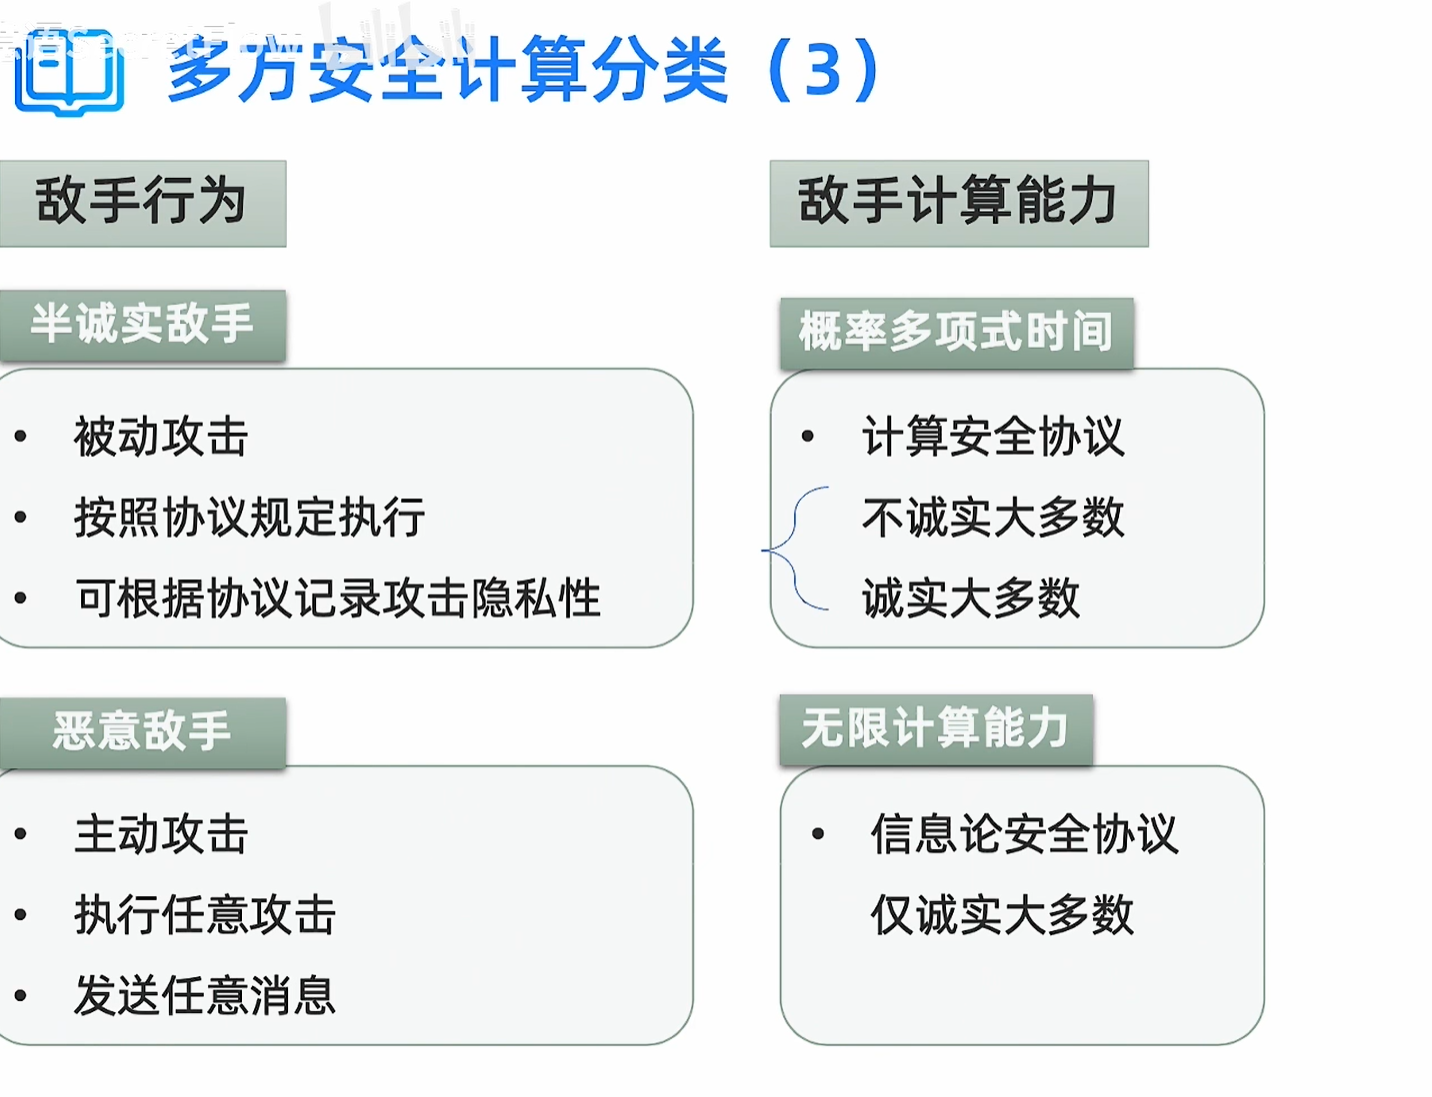 多方安全计算分类（3）
敌手行为
半诚实敌手
• 被动攻击
• 按照协议规定执行
• 可根据协议记录攻击隐私性
恶意敌手
• 主动攻击
• 执行任意攻击
• 发送任意消息
敌手计算能力
概率多项式时间
• 计算安全协议
不诚实大多数
诚实大多数
无限计算能力
• 信息论安全协议
仅诚实大多数